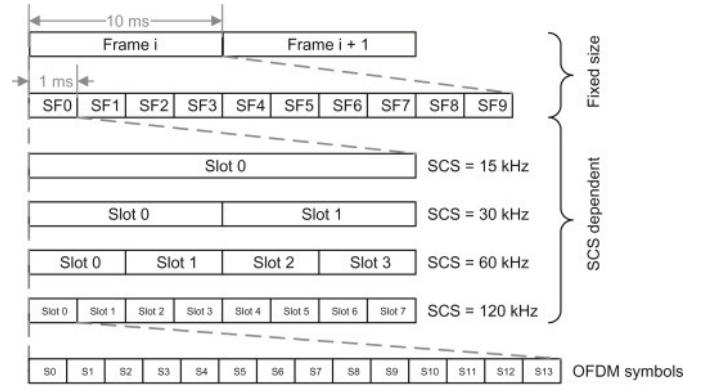 10 ms
Frame i Frame i + 1
1 ms
SF0 SF1 SF2 SF3 SF4 SF5 SF6 SF7 SF8 SF9
Fixed size
Slot 0 SCS = 15 kHz
Slot 0 Slot 1 SCS = 30 kHz
Slot 0 Slot 1 Slot 2 Slot 3 SCS = 60 kHz
Slot 0 Slot 1 Slot 2 Slot 3 Slot 4 Slot 5 Slot 6 Slot 7 SCS = 120 kHz
SCS dependent
S0 S1 S2 S3 S4 S5 S6 S7 S8 S9 S10 S11 S12 S13 OFDM symbols